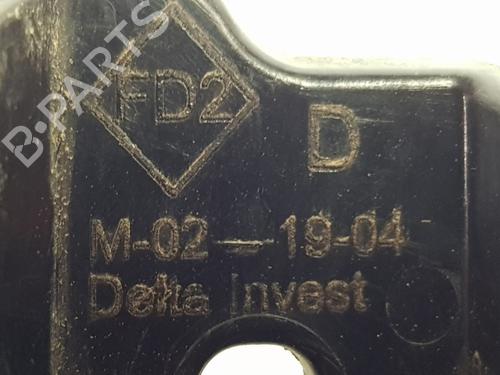 FD2
D
M-02-19-04
Delta Invest
B-PARTS